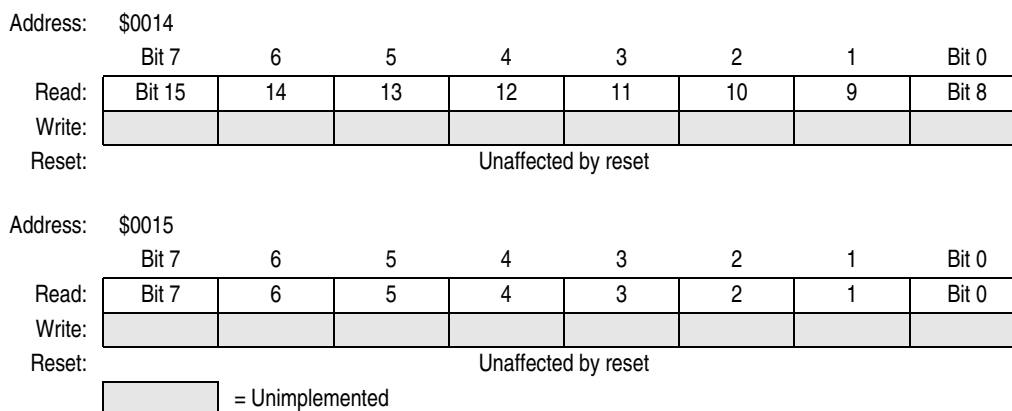 Address: $0014
Bit 7 6 5 4 3 2 1 Bit 0
Read: Bit 15 14 13 12 11 10 9 Bit 8
Write:
Reset: Unaffected by reset
Address: $0015
Bit 7 6 5 4 3 2 1 Bit 0
Read: Bit 7 6 5 4 3 2 1 Bit 0
Write:
Reset: Unaffected by reset
= Unimplemented